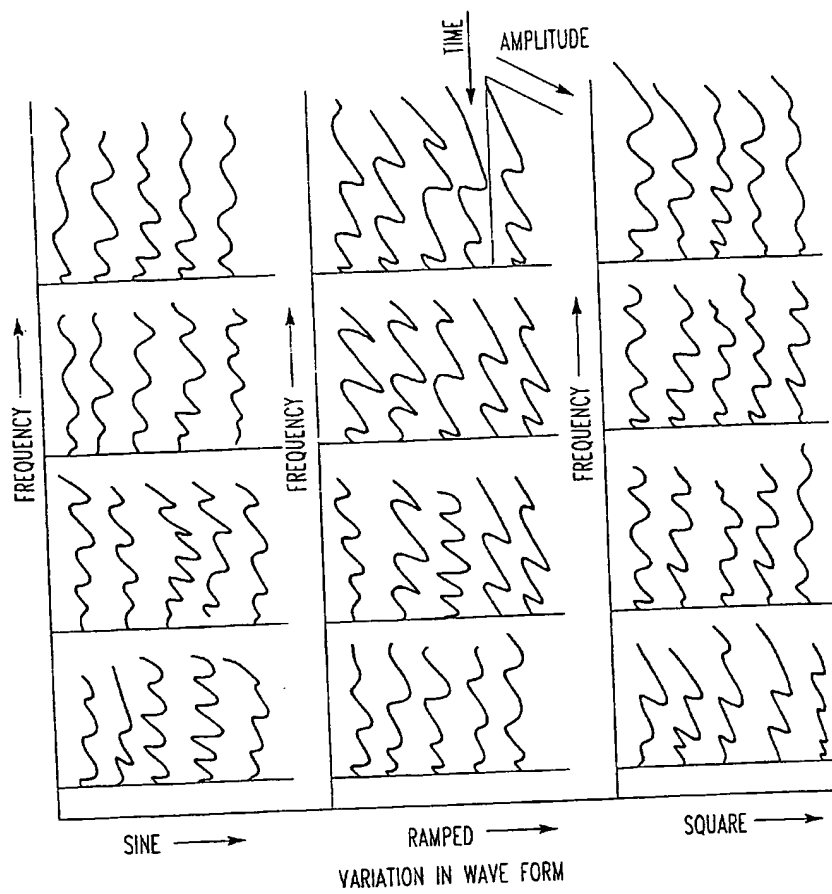 TIME
AMPLITUDE
FREQUENCY
FREQUENCY
FREQUENCY
SINE
RAMPED
SQUARE
VARIATION IN WAVE FORM